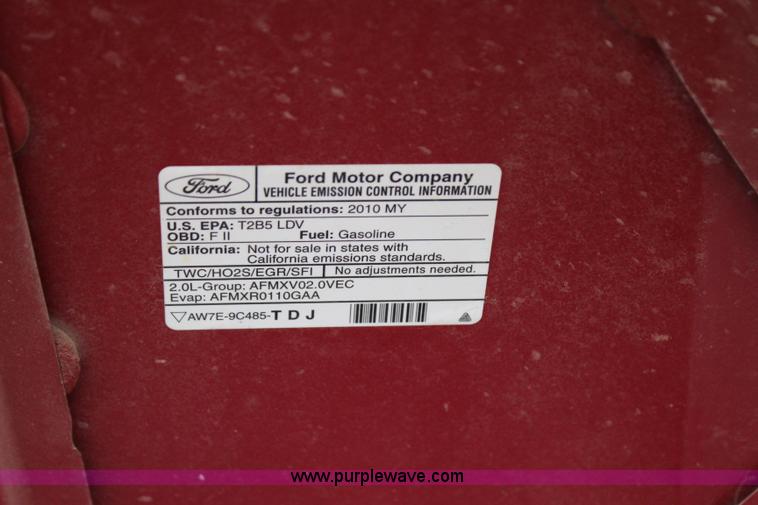 Ford
Ford Motor Company
VEHICLE EMISSION CONTROL INFORMATION
Conforms to regulations: 2010 MY
U.S. EPA: T2B5 LDV
OBD: F II Fuel: Gasoline
California: Not for sale in states with
California emissions standards.
TWC/HO2S/EGR/SFI No adjustments needed.
2.0L-Group: AFMXV02.0VEC
Evap: AFMXR0110GAA
AW7E-9C485-T D J
www.purplewave.com